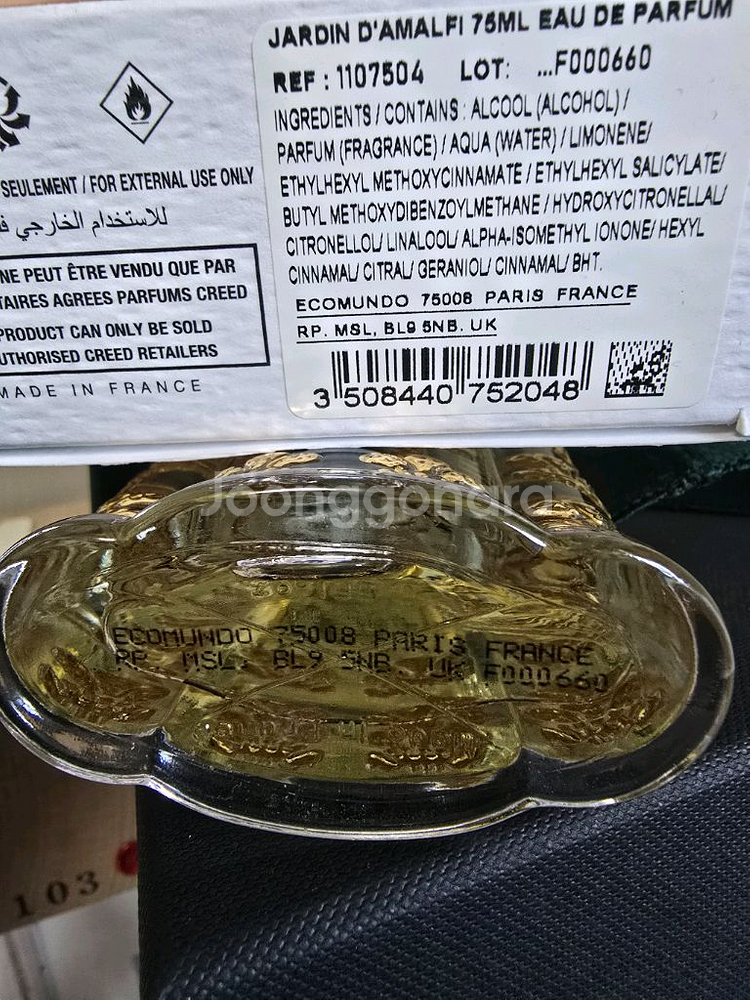 JARDIN D'AMALFI 75ML EAU DE PARFUM
REF : 1107504 LOT: ...F000660
INGREDIENTS / CONTAINS : ALCOOL (ALCOHOL) /
PARFUM (FRAGRANCE) / AQUA (WATER) / LIMONENE/
ETHYLHEXYL METHOXYCINNAMATE / ETHYLHEXYL SALICYLATE/
BUTYL METHOXYDIBENZOYLMETHANE / HYDROXYCITRONELLAL/
CITRONELLOL/ LINALOOL/ ALPHA-ISOMETHYL IONONE/ HEXYL
CINNAMAL/ CITRAL/ GERANIOL/ CINNAMAL/ BHT.
ECOMUNDO 75008 PARIS FRANCE
RP. MSL, BL9 5NB. UK
3 508440 752048
SEULEMENT / FOR EXTERNAL USE ONLY
للاستخدام الخارجي
NE PEUT ÊTRE VENDU QUE PAR
TAIRES AGREES PARFUMS CREED
PRODUCT CAN ONLY BE SOLD
UTHORISED CREED RETAILERS
MADE IN FRANCE
Joonggonara
ECOMUNDO 75008 PARIS FRANCE
RP. MSL, BL9 5NB. UK F000660
103